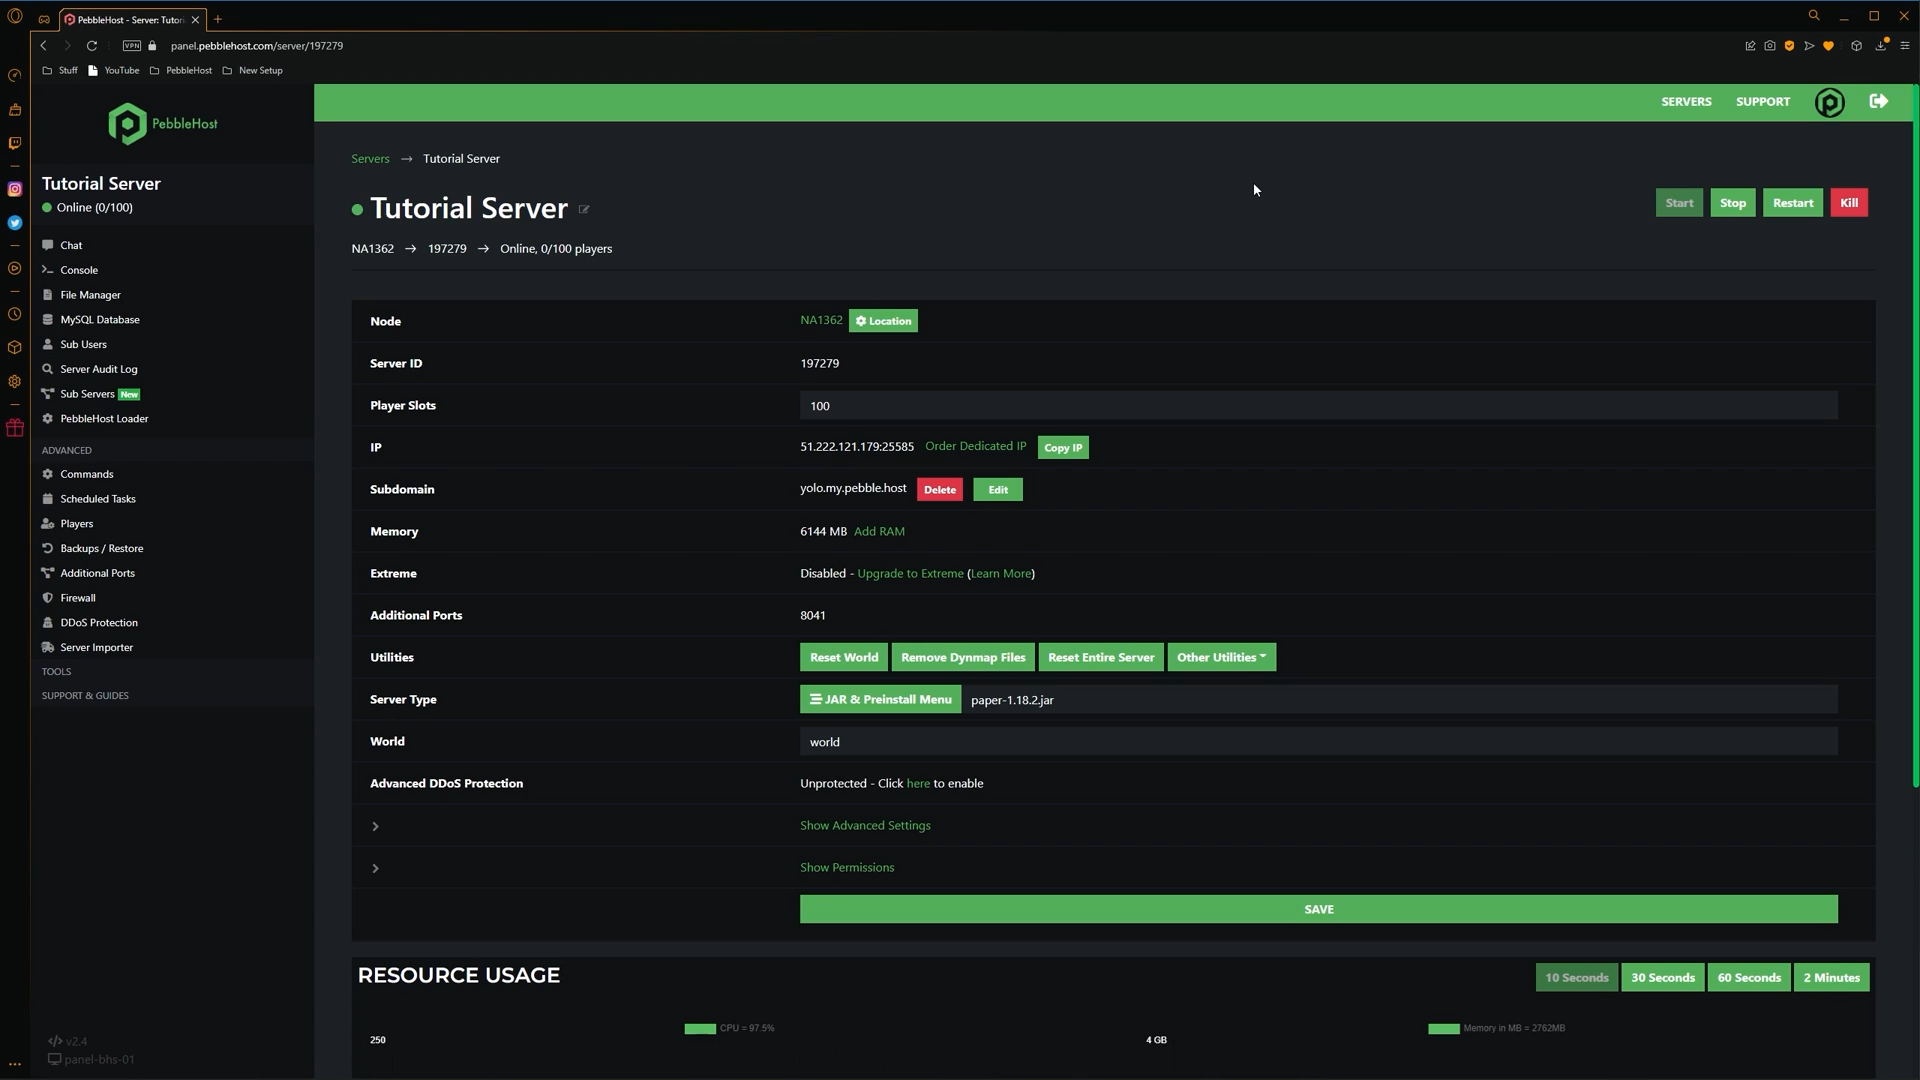 PebbleHost - Server: Tutori
VPN
panel.pebblehost.com/server/197279
Stuff
YouTube
PebbleHost
New Setup
PebbleHost
SERVERS
SUPPORT
Tutorial Server
Online (0/100)
Chat
Console
File Manager
MySQL Database
Sub Users
Server Audit Log
Sub Servers New
PebbleHost Loader
ADVANCED
Commands
Scheduled Tasks
Players
Backups / Restore
Additional Ports
Firewall
DDoS Protection
Server Importer
TOOLS
SUPPORT & GUIDES
v2.4
panel-bhs-01
Servers → Tutorial Server
Tutorial Server
Start
Stop
Restart
Kill
NA1362 → 197279 → Online, 0/100 players
Node NA1362 Location
Server ID 197279
Player Slots 100
IP 51.222.121.179:25585 Order Dedicated IP Copy IP
Subdomain yolo.my.pebble.host Delete Edit
Memory 6144 MB Add RAM
Extreme Disabled - Upgrade to Extreme (Learn More)
Additional Ports 8041
Utilities Reset World Remove Dynmap Files Reset Entire Server Other Utilities
Server Type JAR & Preinstall Menu paper-1.18.2.jar
World world
Advanced DDoS Protection Unprotected - Click here to enable
Show Advanced Settings
Show Permissions
SAVE
RESOURCE USAGE
10 Seconds
30 Seconds
60 Seconds
2 Minutes
CPU = 97.5%
Memory in MB = 2762MB
250
4 GB